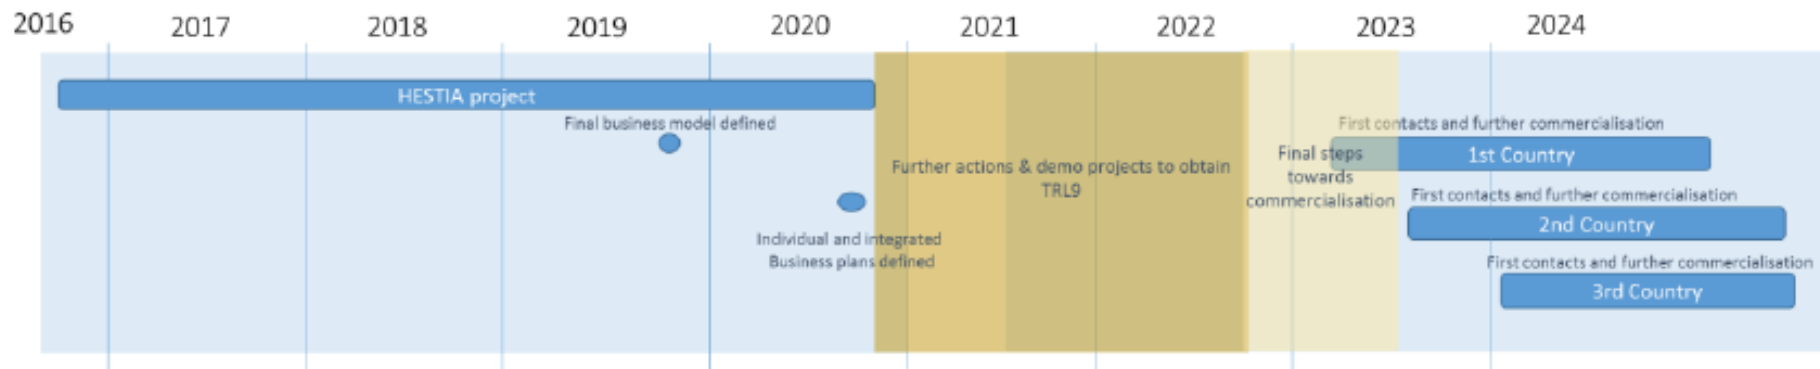 2016 2017 2018 2019 2020 2021 2022 2023 2024
HESTIA project
Final business model defined
Individual and integrated
Business plans defined
Further actions & demo projects to obtain
TRL9
Final steps
towards
commercialisation
First contacts and further commercialisation
1st Country
First contacts and further commercialisation
2nd Country
First contacts and further commercialisation
3rd Country